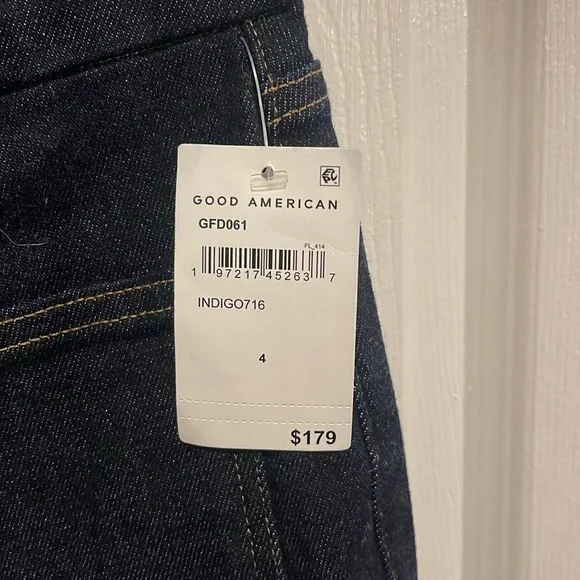 GOOD AMERICAN
GFD061
FL_414
1 97217 45263 7
INDIGO716
4
$179